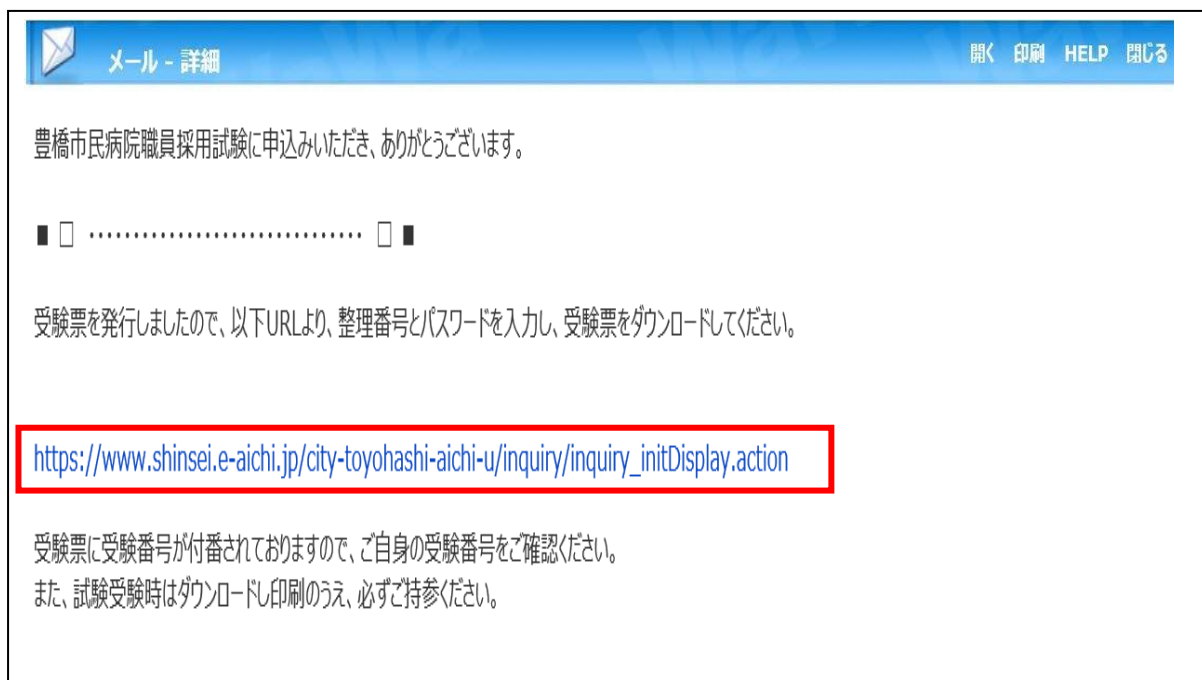 メール - 詳細
開く 印刷 HELP 閉じる
豊橋市民病院職員採用試験に申込みいただき、ありがとうございます。
■ □ ‥‥‥‥‥‥‥‥‥‥‥‥‥‥‥ □ ■
受験票を発行しましたので、以下URLより、整理番号とパスワードを入力し、受験票をダウンロードしてください。
https://www.shinsei.e-aichi.jp/city-toyohashi-aichi-u/inquiry/inquiry_initDisplay.action
受験票に受験番号が付番されておりますので、ご自身の受験番号をご確認ください。
また、試験受験時はダウンロードし印刷のうえ、必ずご持参ください。